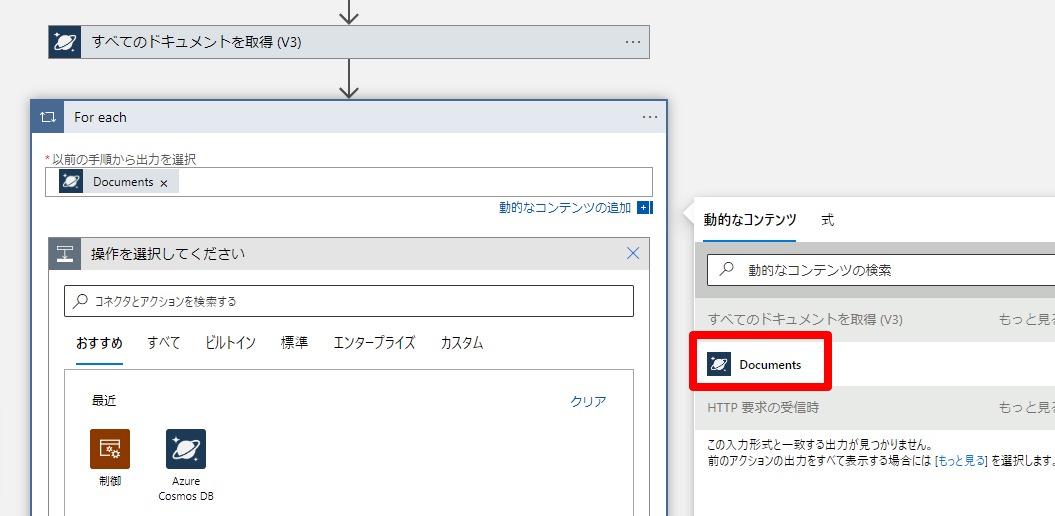 すべてのドキュメントを取得 (V3)
For each
*以前の手順から出力を選択
Documents
動的なコンテンツの追加
操作を選択してください
コネクタとアクションを検索する
おすすめ すべて ビルトイン 標準 エンタープライズ カスタム
最近 クリア
制御
Azure
Cosmos DB
動的なコンテンツ 式
動的なコンテンツの検索
すべてのドキュメントを取得 (V3) もっと見る
Documents
HTTP 要求の受信時 もっと見る
この入力形式と一致する出力が見つかりません。
前のアクションの出力をすべて表示する場合には [もっと見る] を選択します。